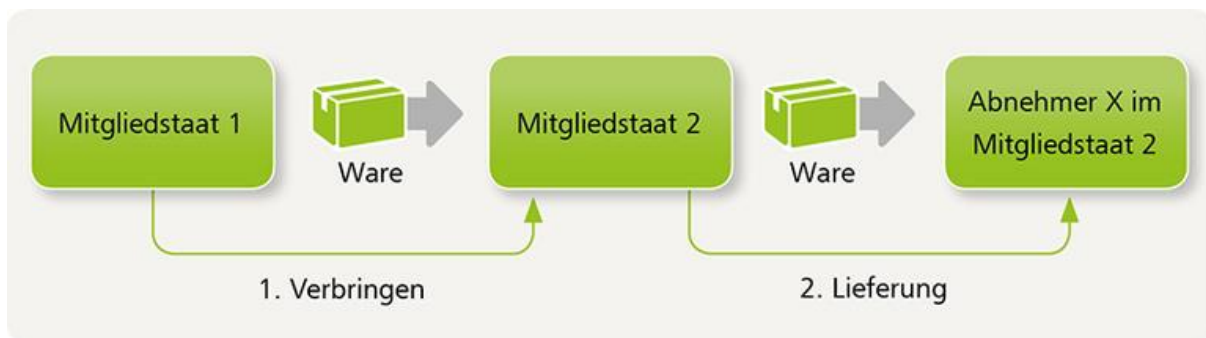 Mitgliedstaat 1
Ware
Mitgliedstaat 2
Ware
Abnehmer X im
Mitgliedstaat 2
1. Verbringen
2. Lieferung